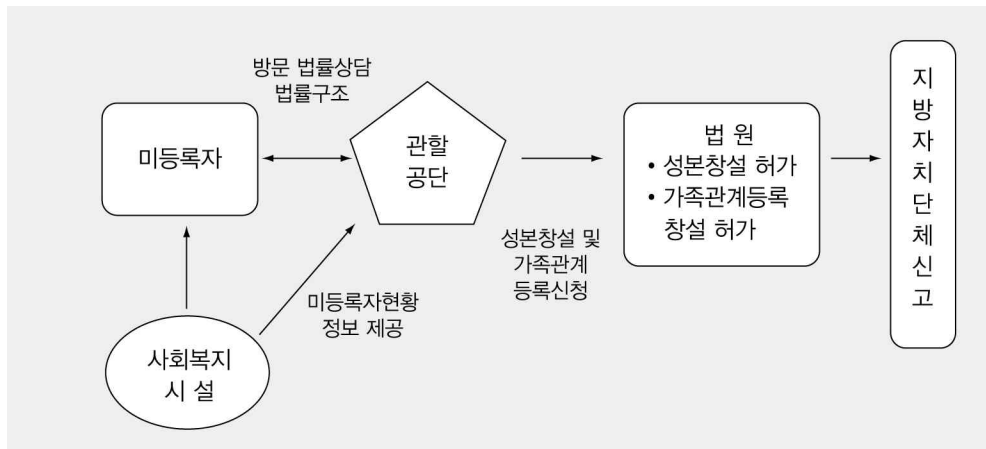 방문 법률상담
법률구조
미등록자
관할
공단
법 원
• 성본창설 허가
• 가족관계등록
창설 허가
지
방
자
치
단
체
신
고
성본창설 및
가족관계
등록신청
미등록자현황
정보 제공
사회복지
시 설